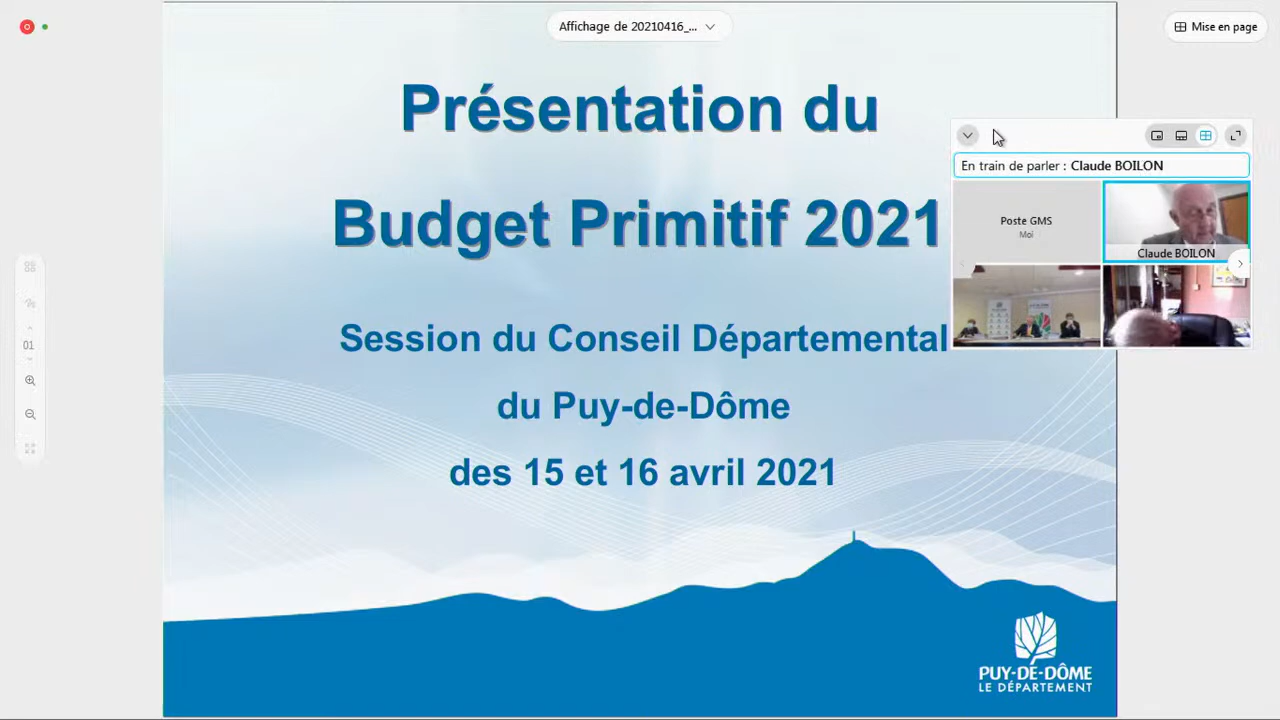 Affichage de 20210416_...
Mise en page
Présentation du
Budget Primitif 2021
Session du Conseil Départemental
du Puy-de-Dôme
des 15 et 16 avril 2021
En train de parler : Claude BOILON
Poste GMS
Moi
Claude BOILON
01
PUY-DE-DÔME
LE DÉPARTEMENT